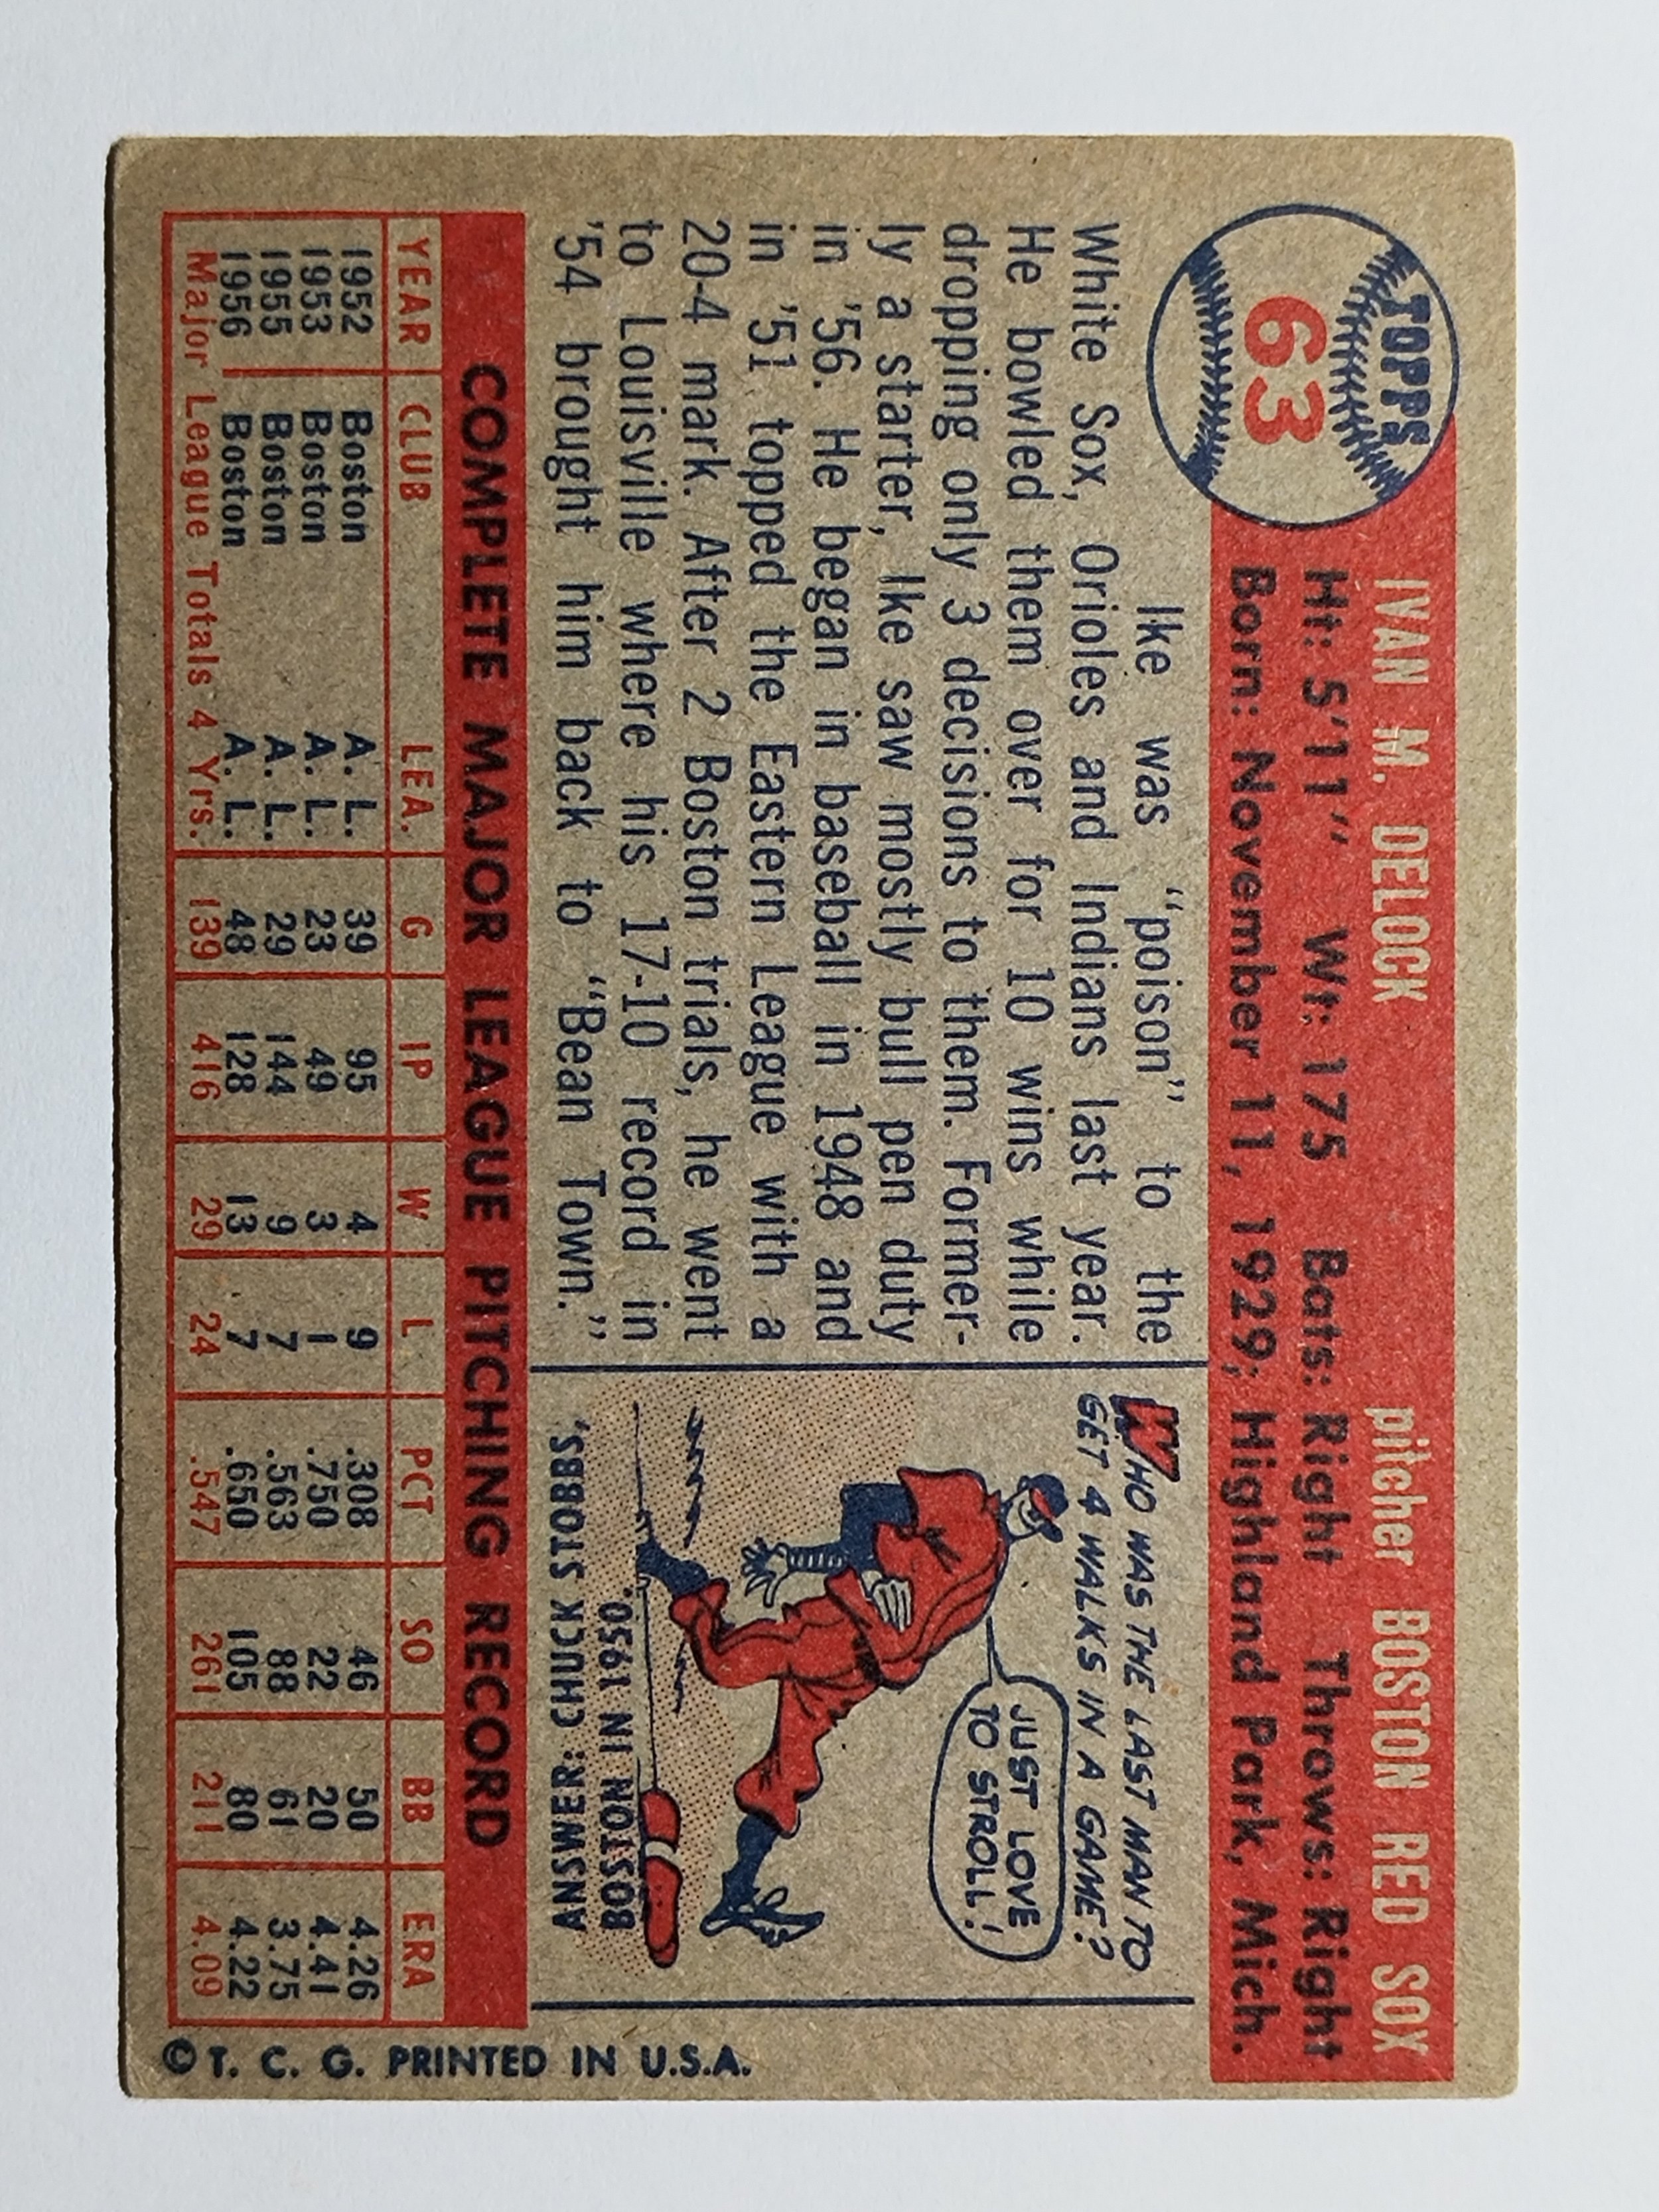 TOPPS
63
IVAN M. DELOCK pitcher BOSTON RED SOX
Ht: 5'11" Wt: 175 Bats: Right Throws: Right
Born: November 11, 1929; Highland Park, Mich.
Ike was "poison" to the
White Sox, Orioles and Indians last year.
He bowled them over for 10 wins while
dropping only 3 decisions to them. Former-
ly a starter, Ike saw mostly bull pen duty
in '56. He began in baseball in 1948 and
in '51 topped the Eastern League with a
20-4 mark. After 2 Boston trials, he went
to Louisville where his 17-10 record in
'54 brought him back to "Bean Town."
WHO WAS THE LAST MAN TO
GET 4 WALKS IN A GAME?
JUST LOVE
TO STROLL!
ANSWER: CHUCK STOBBS,
BOSTON IN 1950.
COMPLETE MAJOR LEAGUE PITCHING RECORD
YEAR CLUB LEA. G IP W L PCT SO BB ERA
1952 Boston A. L. 39 95 4 9 .308 46 50 4.26
1953 Boston A. L. 23 49 3 1 .750 22 20 4.41
1955 Boston A. L. 29 144 9 7 .563 88 61 3.75
1956 Boston A. L. 48 128 13 7 .650 105 80 4.22
Major League Totals 4 Yrs. 139 416 29 24 .547 261 211 4.09
© T. C. G. PRINTED IN U.S.A.